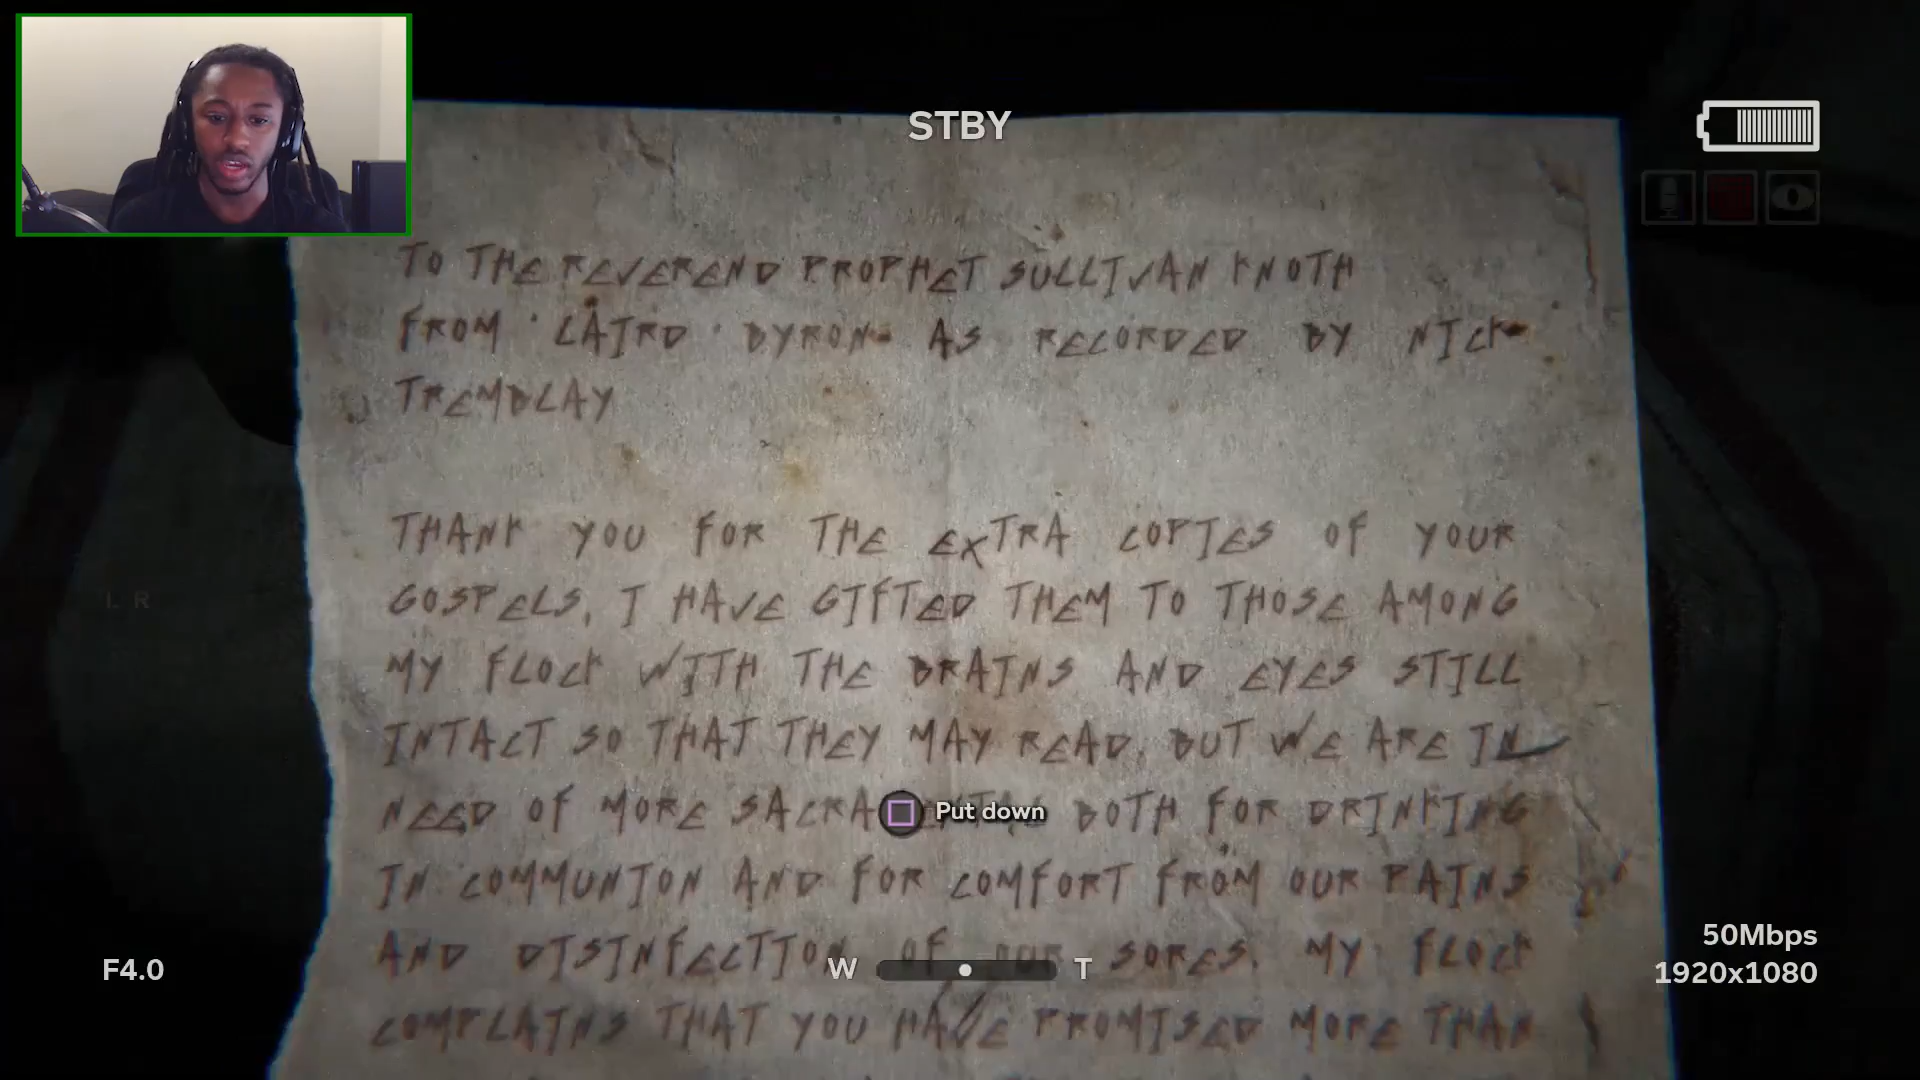 STBY
TO THE REVEREND PROPHET SULLIVAN KNOTH
FROM LAIRD BYRON AS RECORDED BY NICK
TREMBLAY
THANK YOU FOR THE EXTRA COPIES OF YOUR
GOSPELS, I HAVE GIFTED THEM TO THOSE AMONG
MY FLOCK WITH THE BRAINS AND EYES STILL
INTACT SO THAT THEY MAY READ. BUT WE ARE IN
NEED OF MORE BOTH FOR DRINKING
Put down
IN COMMUNION AND FOR COMFORT FROM OUR PAINS
AND DISINFECTION OF OUR SORES. MY FLOCK
COMPLAINS THAT YOU HAVE PROMISED MORE THAN
L R
F4.0
W T
50Mbps
1920x1080